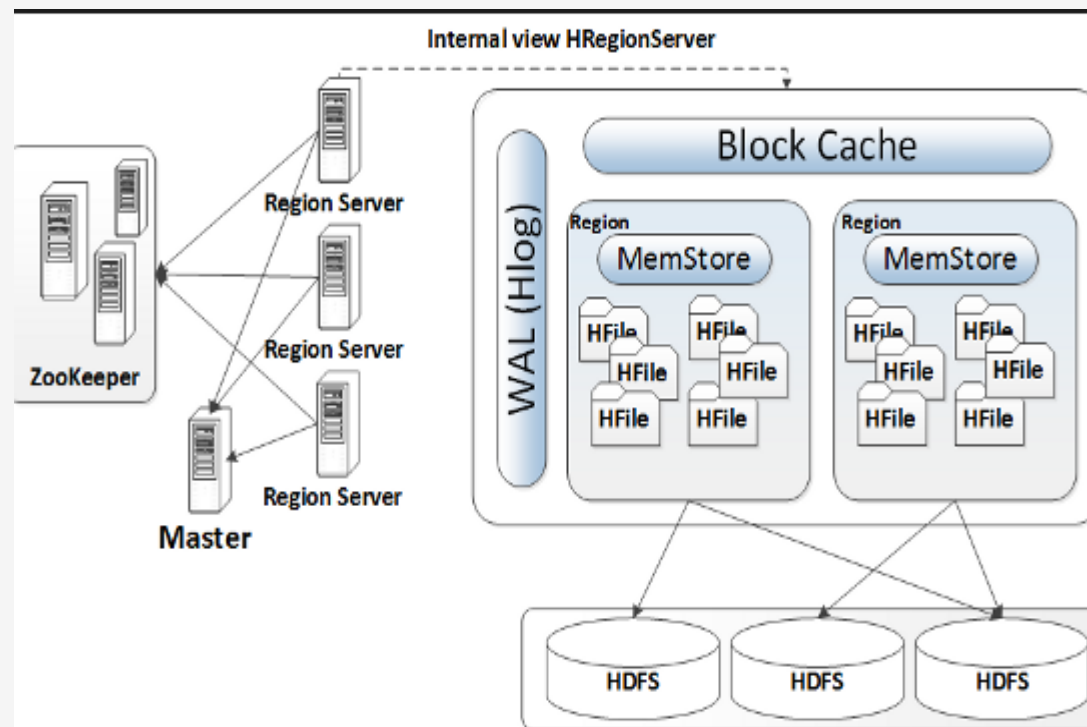 Internal view HRegionServer
Region Server
Region Server
Region Server
ZooKeeper
Master
WAL (Hlog)
Block Cache
Region
MemStore
HFile
HFile
HFile
HFile
HFile
HFile
Region
MemStore
HFile
HFile
HFile
HFile
HFile
HFile
HDFS
HDFS
HDFS